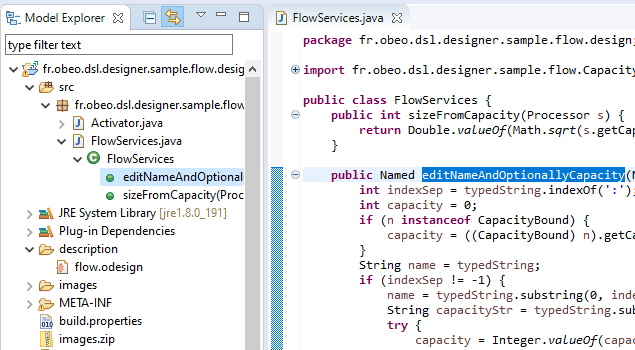 Model Explorer
type filter text
fr.obeo.dsl.designer.sample.flow.desig
src
fr.obeo.dsl.designer.sample.flow
Activator.java
FlowServices.java
FlowServices
editNameAndOptional
sizeFromCapacity(Proc
JRE System Library [jre1.8.0_191]
Plug-in Dependencies
description
flow.odesign
images
META-INF
build.properties
images.zip
FlowServices.java
package fr.obeo.dsl.designer.sample.flow.design
import fr.obeo.dsl.designer.sample.flow.Capacit
public class FlowServices {
public int sizeFromCapacity(Processor s) {
return Double.valueOf(Math.sqrt(s.getCap
}
public Named editNameAndOptionallyCapacity(N
int indexSep = typedString.indexOf(':');
int capacity = 0;
if (n instanceof CapacityBound) {
capacity = ((CapacityBound) n).getCa
}
String name = typedString;
if (indexSep != -1) {
name = typedString.substring(0, inde
String capacityStr = typedString.sub
try {
capacity = Integer.valueOf(capac